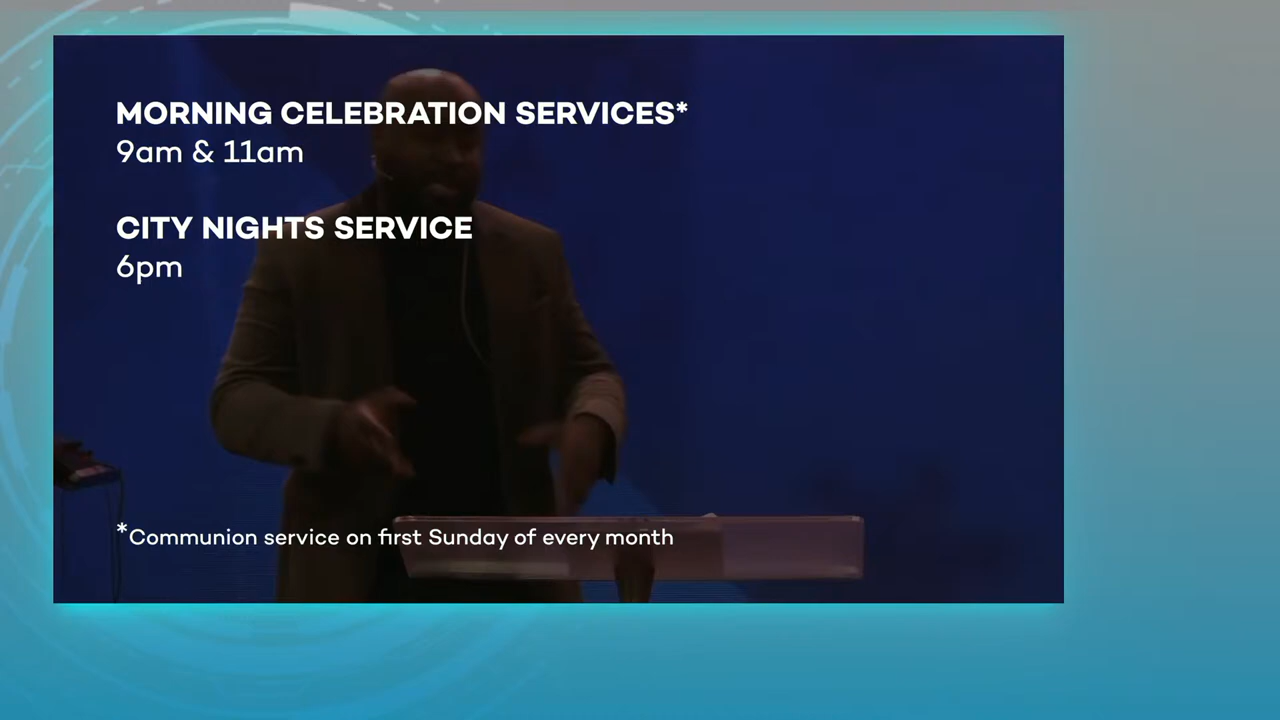 MORNING CELEBRATION SERVICES*
9am & 11am
CITY NIGHTS SERVICE
6pm
*Communion service on first Sunday of every month